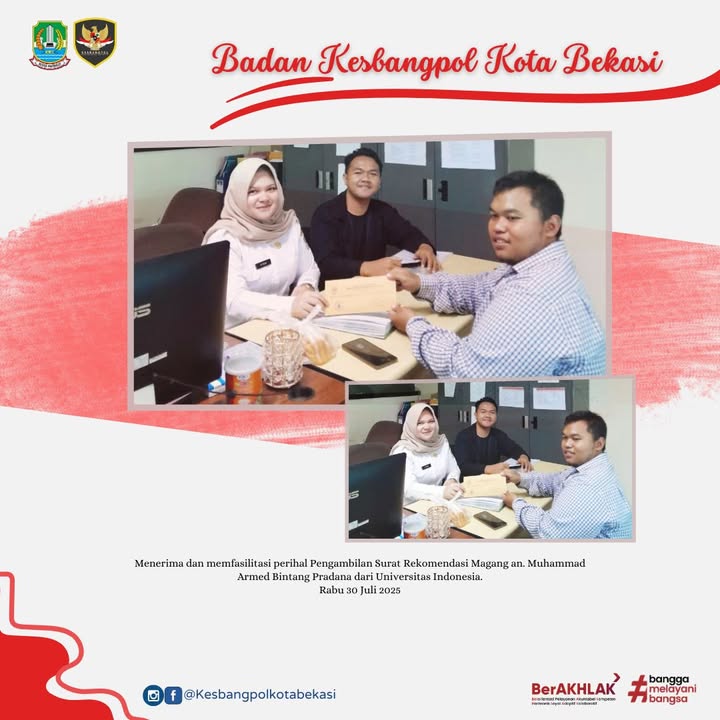 Badan Kesbangpol Kota Bekasi
Menerima dan memfasilitasi perihal Pengambilan Surat Rekomendasi Magang an. Muhammad
Armed Bintang Pradana dari Universitas Indonesia.
Rabu 30 Juli 2025
@Kesbangpolkotabekasi
BerAKHLAK
#bangga
melayani
bangsa